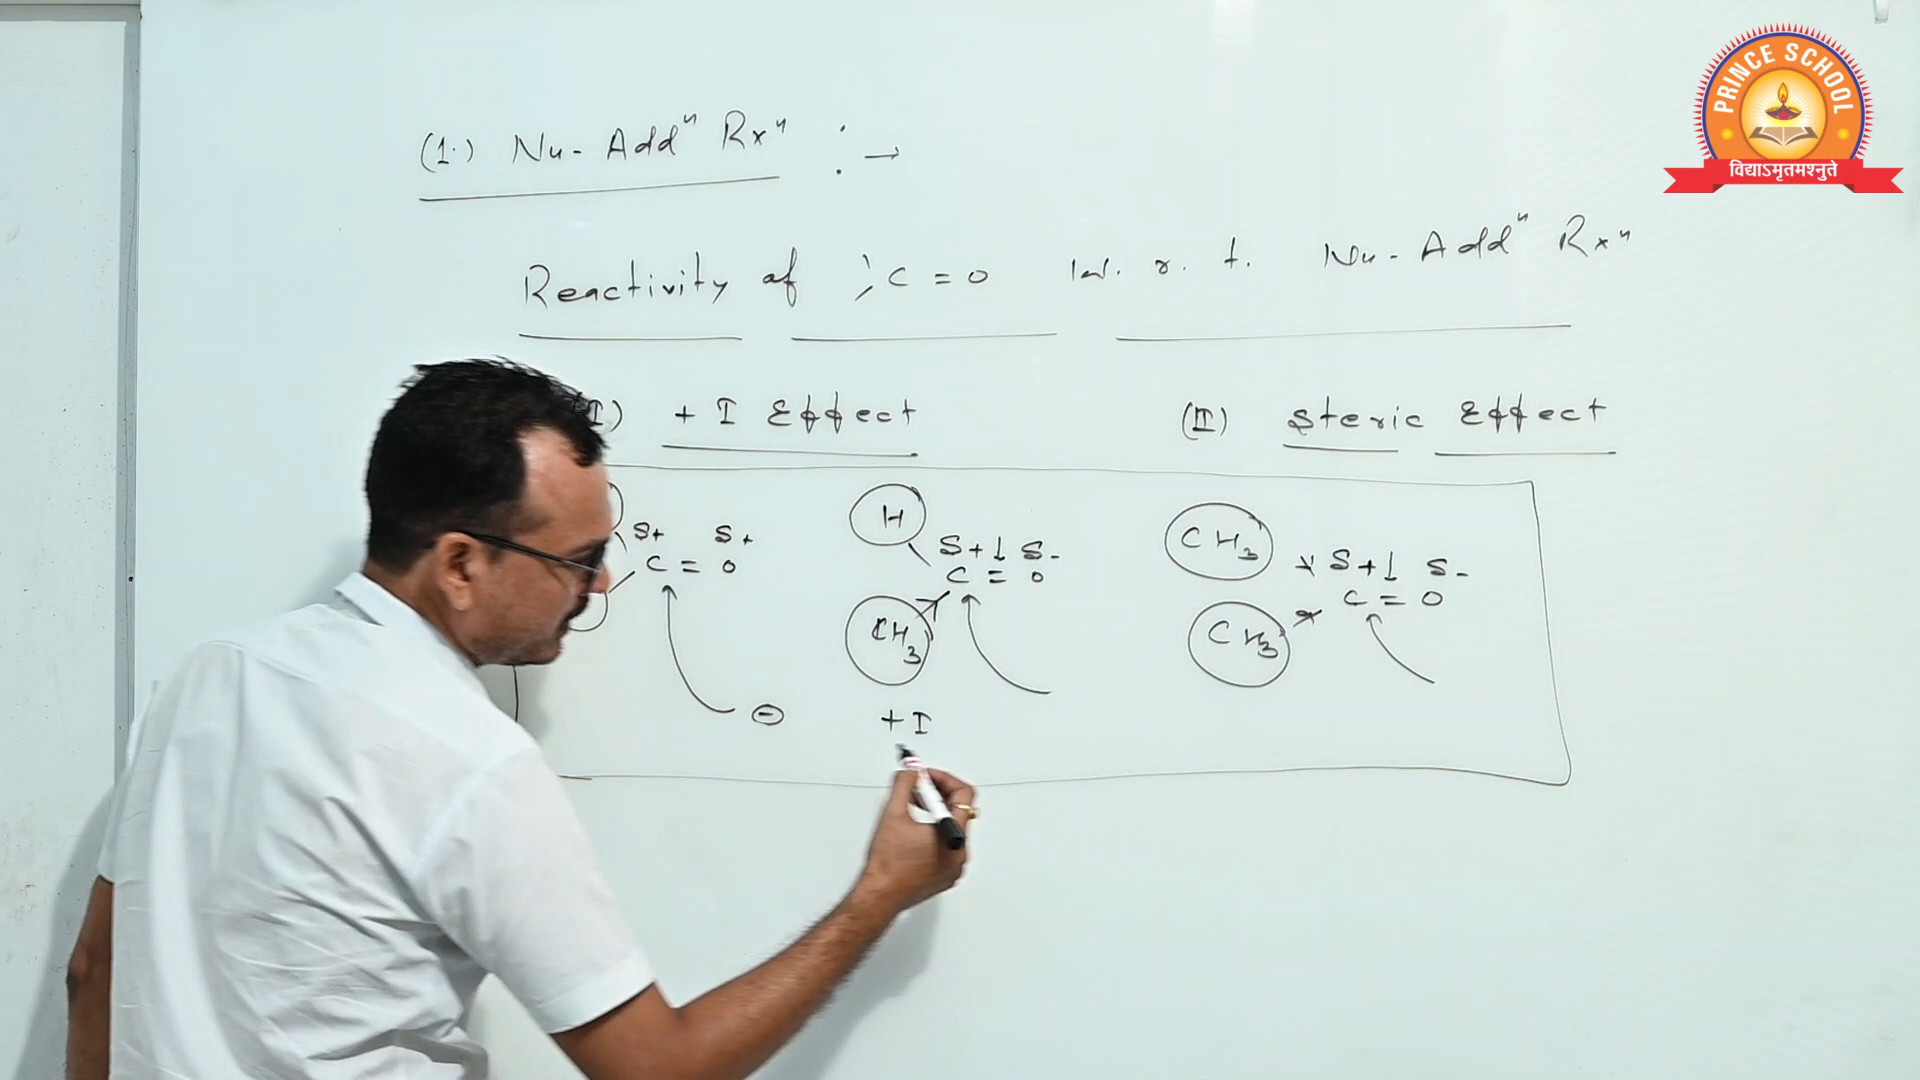 PRINCE SCHOOL
विद्याऽमृतमश्नुते
(1.) Nu- Addⁿ Rxⁿ :→
Reactivity of >C=O w.r.t. Nu-Addⁿ Rxⁿ
I) + I Effect (II) Steric Effect
H CH3
S+ S+ S+↓ S- S+↓ S-
C=O C=O C=O
CH3 CH3
⊖ +I